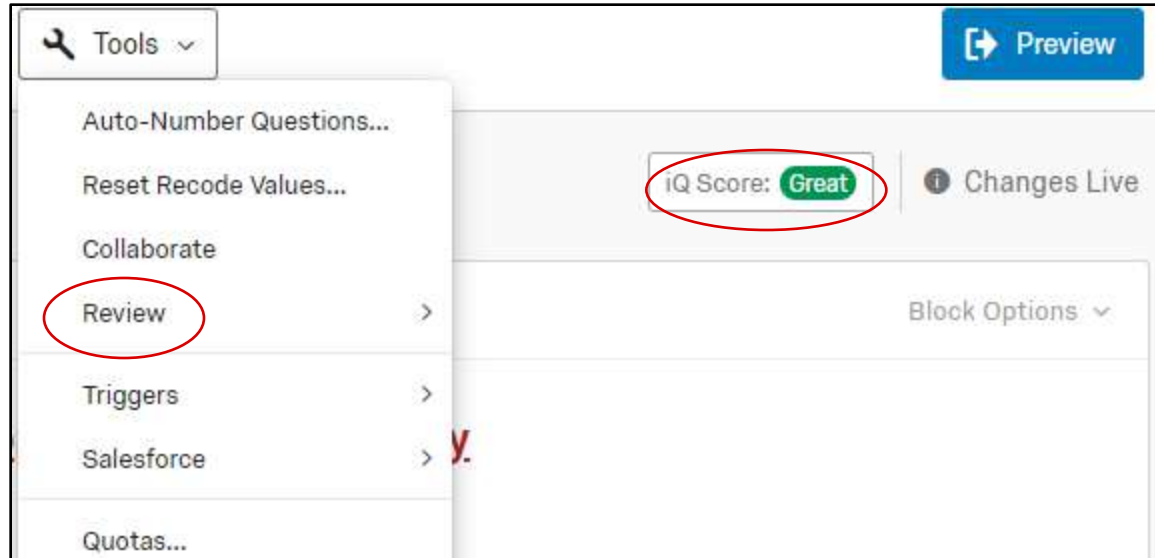 Tools
Preview
Auto-Number Questions...
iQ Score: Great
Changes Live
Reset Recode Values...
Collaborate
Review
Block Options
Triggers
y
Salesforce
Quotas...